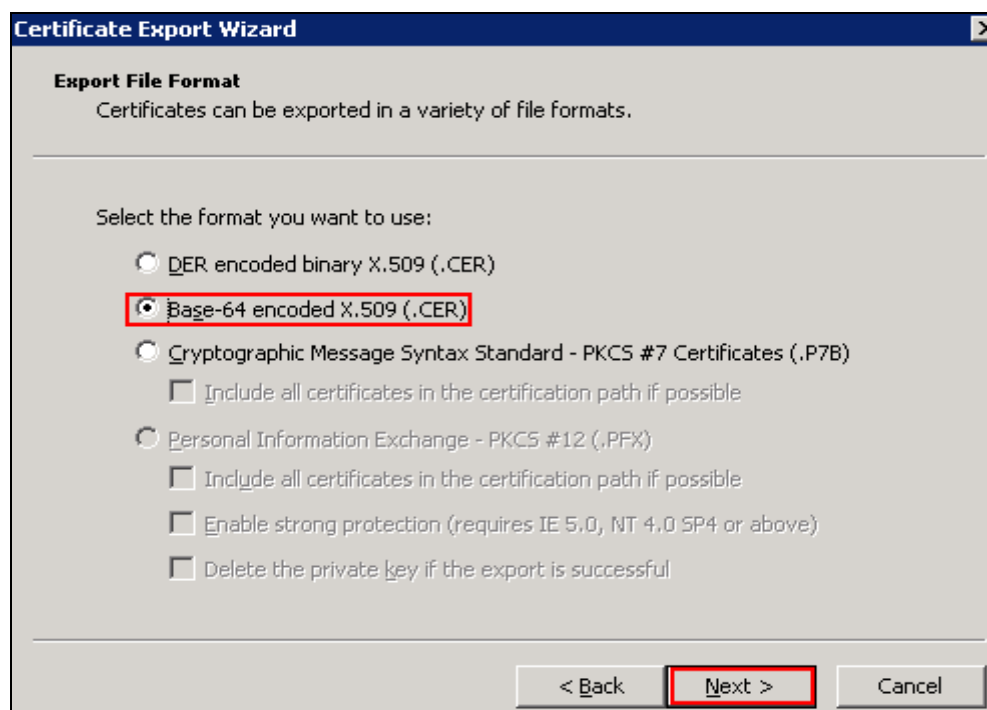 Certificate Export Wizard
Export File Format
Certificates can be exported in a variety of file formats.
Select the format you want to use:
DER encoded binary X.509 (.CER)
Base-64 encoded X.509 (.CER)
Cryptographic Message Syntax Standard - PKCS #7 Certificates (.P7B)
Include all certificates in the certification path if possible
Personal Information Exchange - PKCS #12 (.PFX)
Include all certificates in the certification path if possible
Enable strong protection (requires IE 5.0, NT 4.0 SP4 or above)
Delete the private key if the export is successful
< Back Next > Cancel